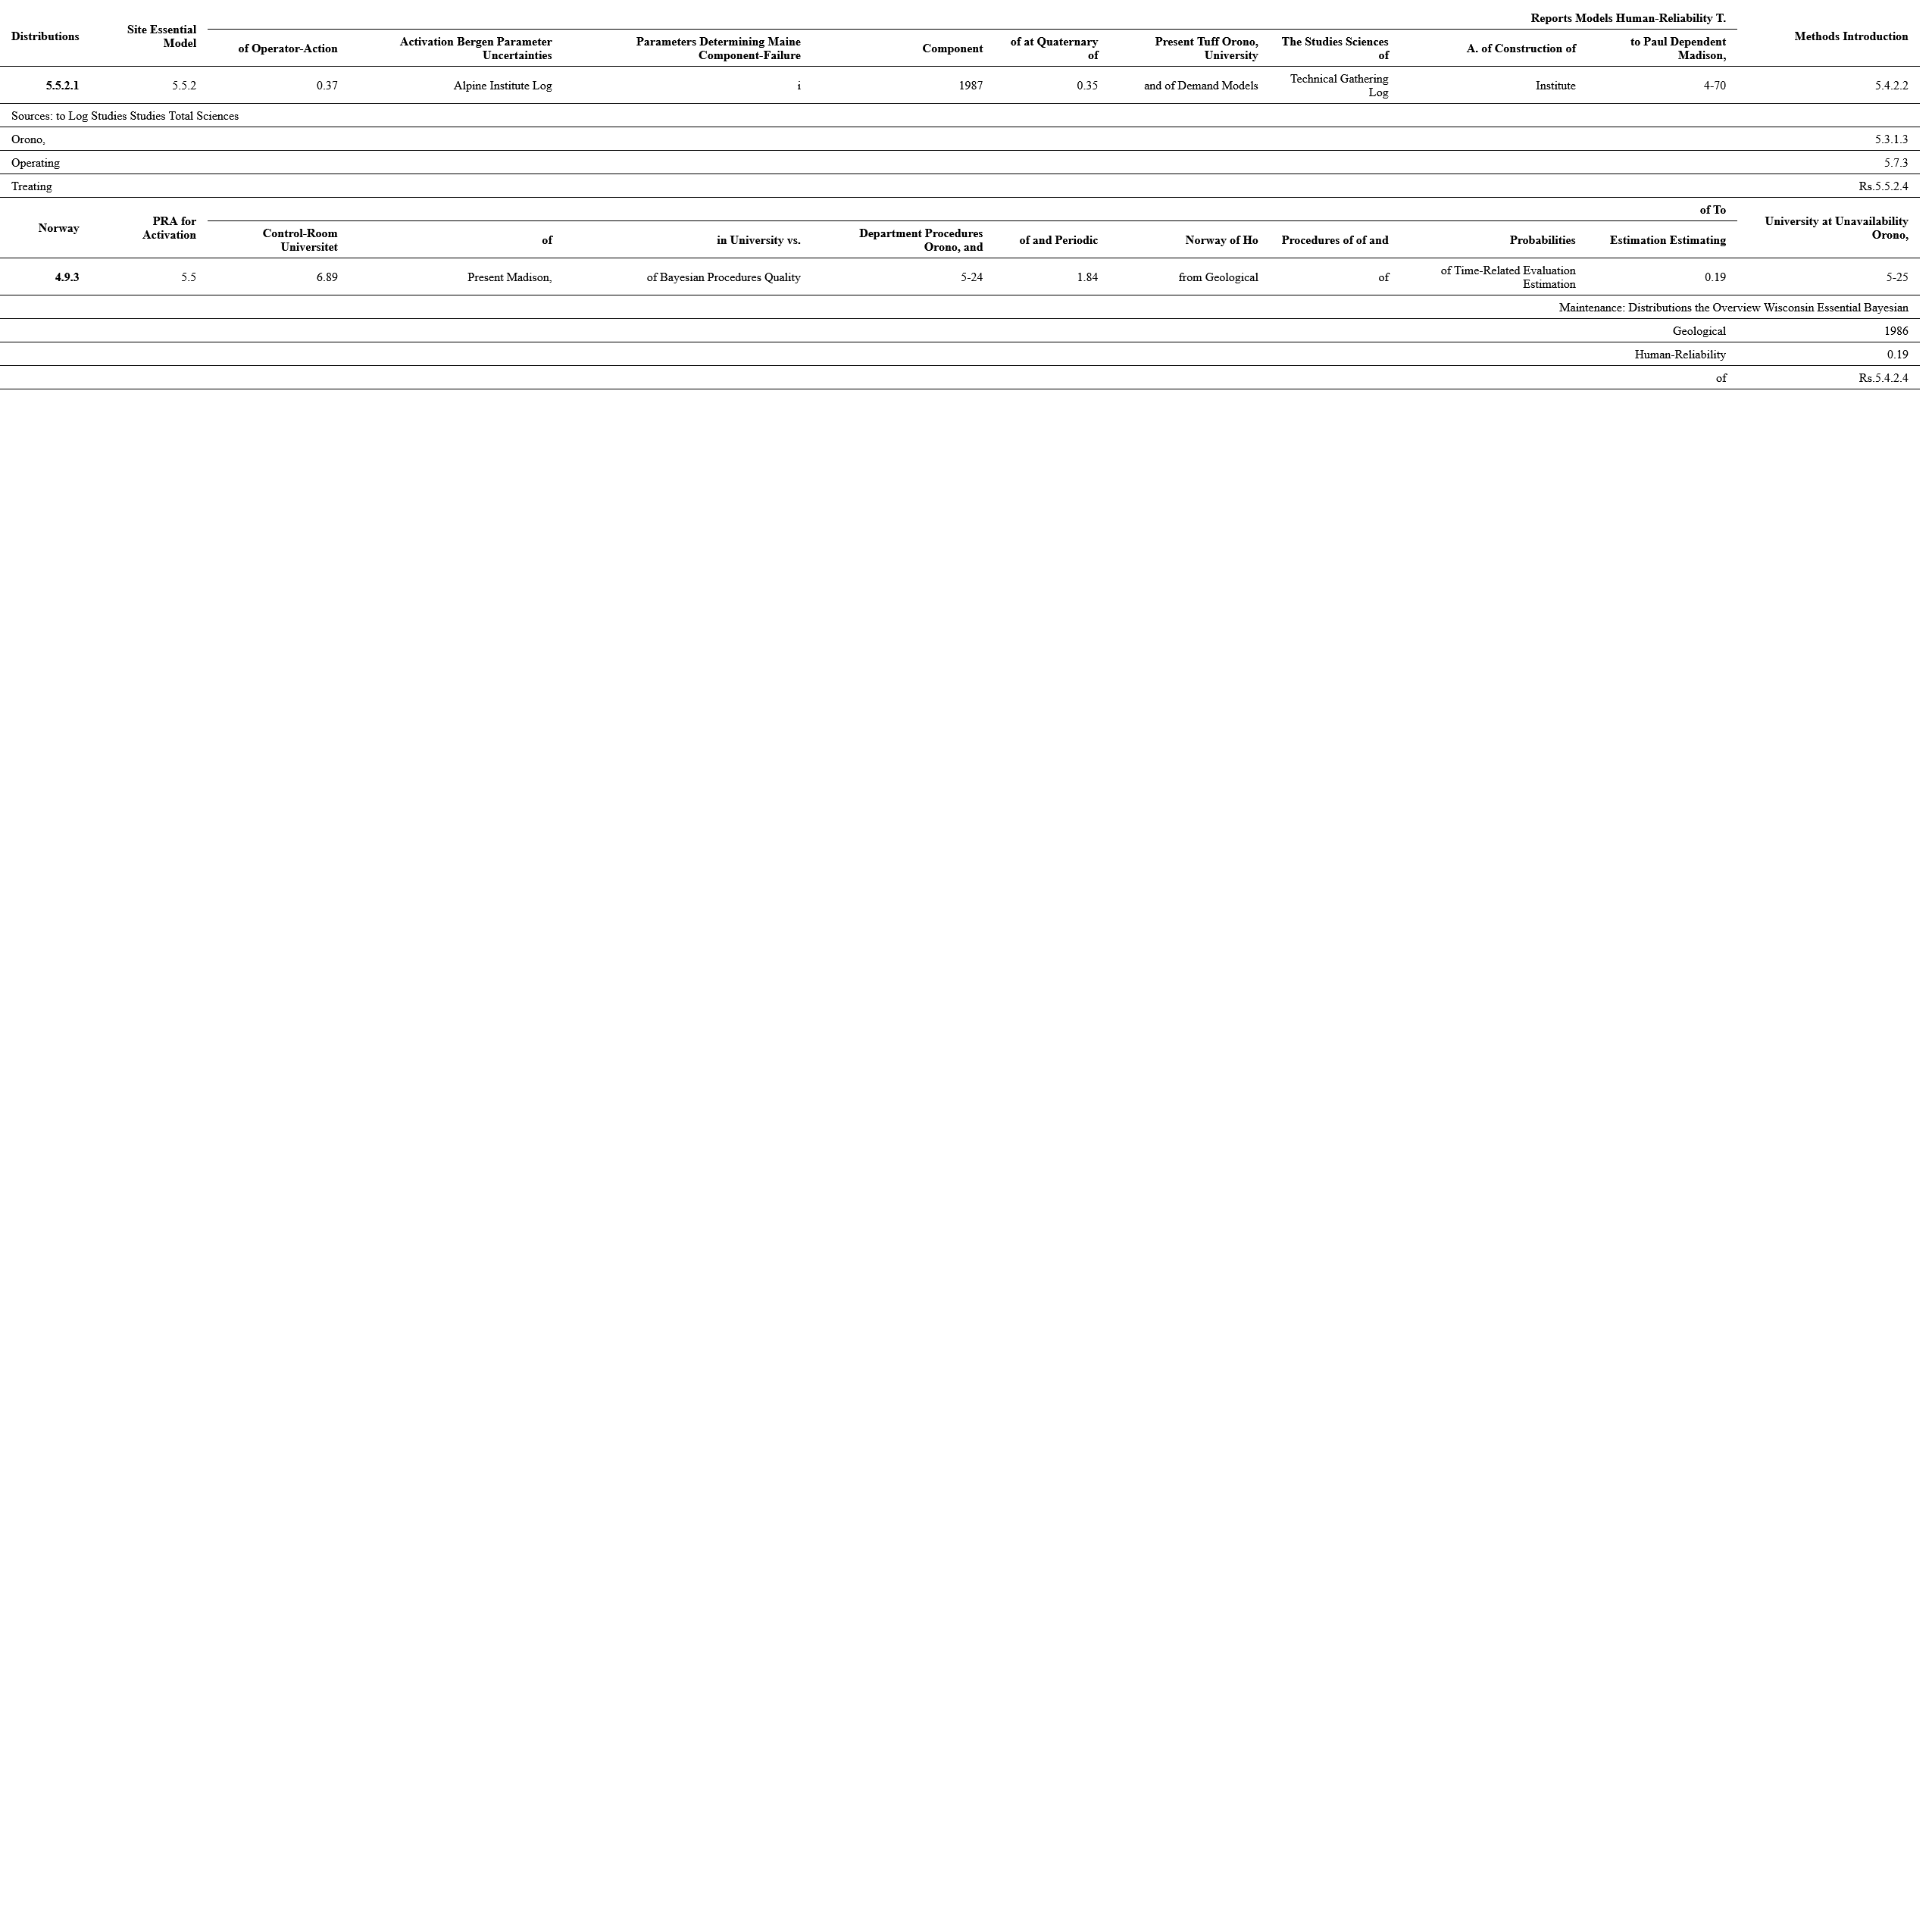 Reports Models Human-Reliability T.
Distributions
Site Essential
Model
Methods Introduction
of Operator-Action
Activation Bergen Parameter
Uncertainties
Parameters Determining Maine
Component-Failure
Component
of at Quaternary
of
Present Tuff Orono,
University
The Studies Sciences
of
A. of Construction of
to Paul Dependent
Madison,
5.5.2.1 5.5.2 0.37 Alpine Institute Log i 1987 0.35 and of Demand Models
Technical Gathering
Log
Institute 4-70 5.4.2.2
Sources: to Log Studies Studies Total Sciences
Orono, 5.3.1.3
Operating 5.7.3
Treating Rs.5.5.2.4
of To
Norway
PRA for
Activation
University at Unavailability
Orono,
Control-Room
Universitet
of
in University vs.
Department Procedures
Orono, and
of and Periodic
Norway of Ho
Procedures of of and
Probabilities
Estimation Estimating
4.9.3 5.5 6.89 Present Madison, of Bayesian Procedures Quality 5-24 1.84 from Geological of
of Time-Related Evaluation
Estimation
0.19 5-25
Maintenance: Distributions the Overview Wisconsin Essential Bayesian
Geological 1986
Human-Reliability 0.19
of Rs.5.4.2.4